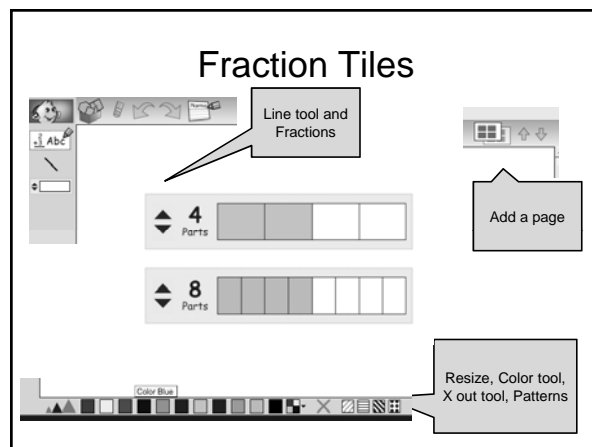 Fraction Tiles
Line tool and
Fractions
Abc
Add a page
4
Parts
8
Parts
Color Blue
Resize, Color tool,
X out tool, Patterns